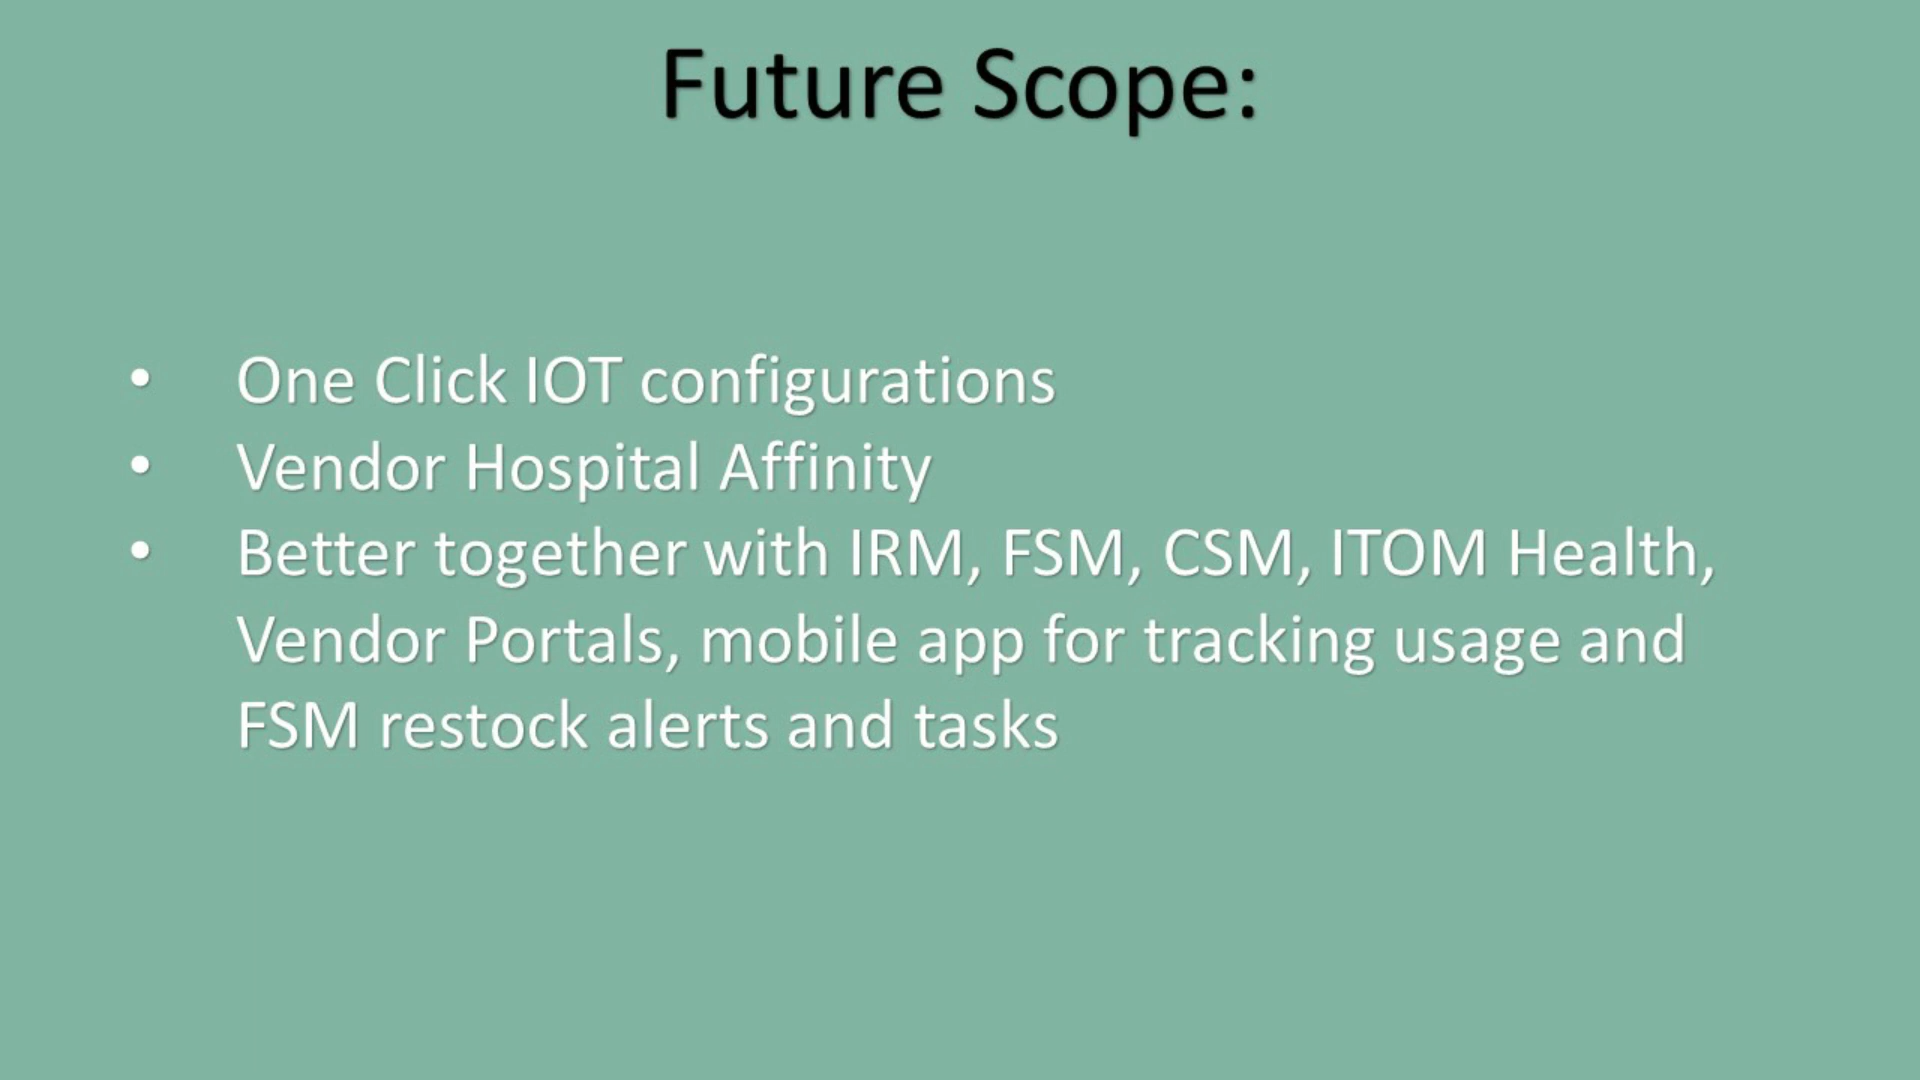 Future Scope:
• One Click IOT configurations
• Vendor Hospital Affinity
• Better together with IRM, FSM, CSM, ITOM Health,
Vendor Portals, mobile app for tracking usage and
FSM restock alerts and tasks